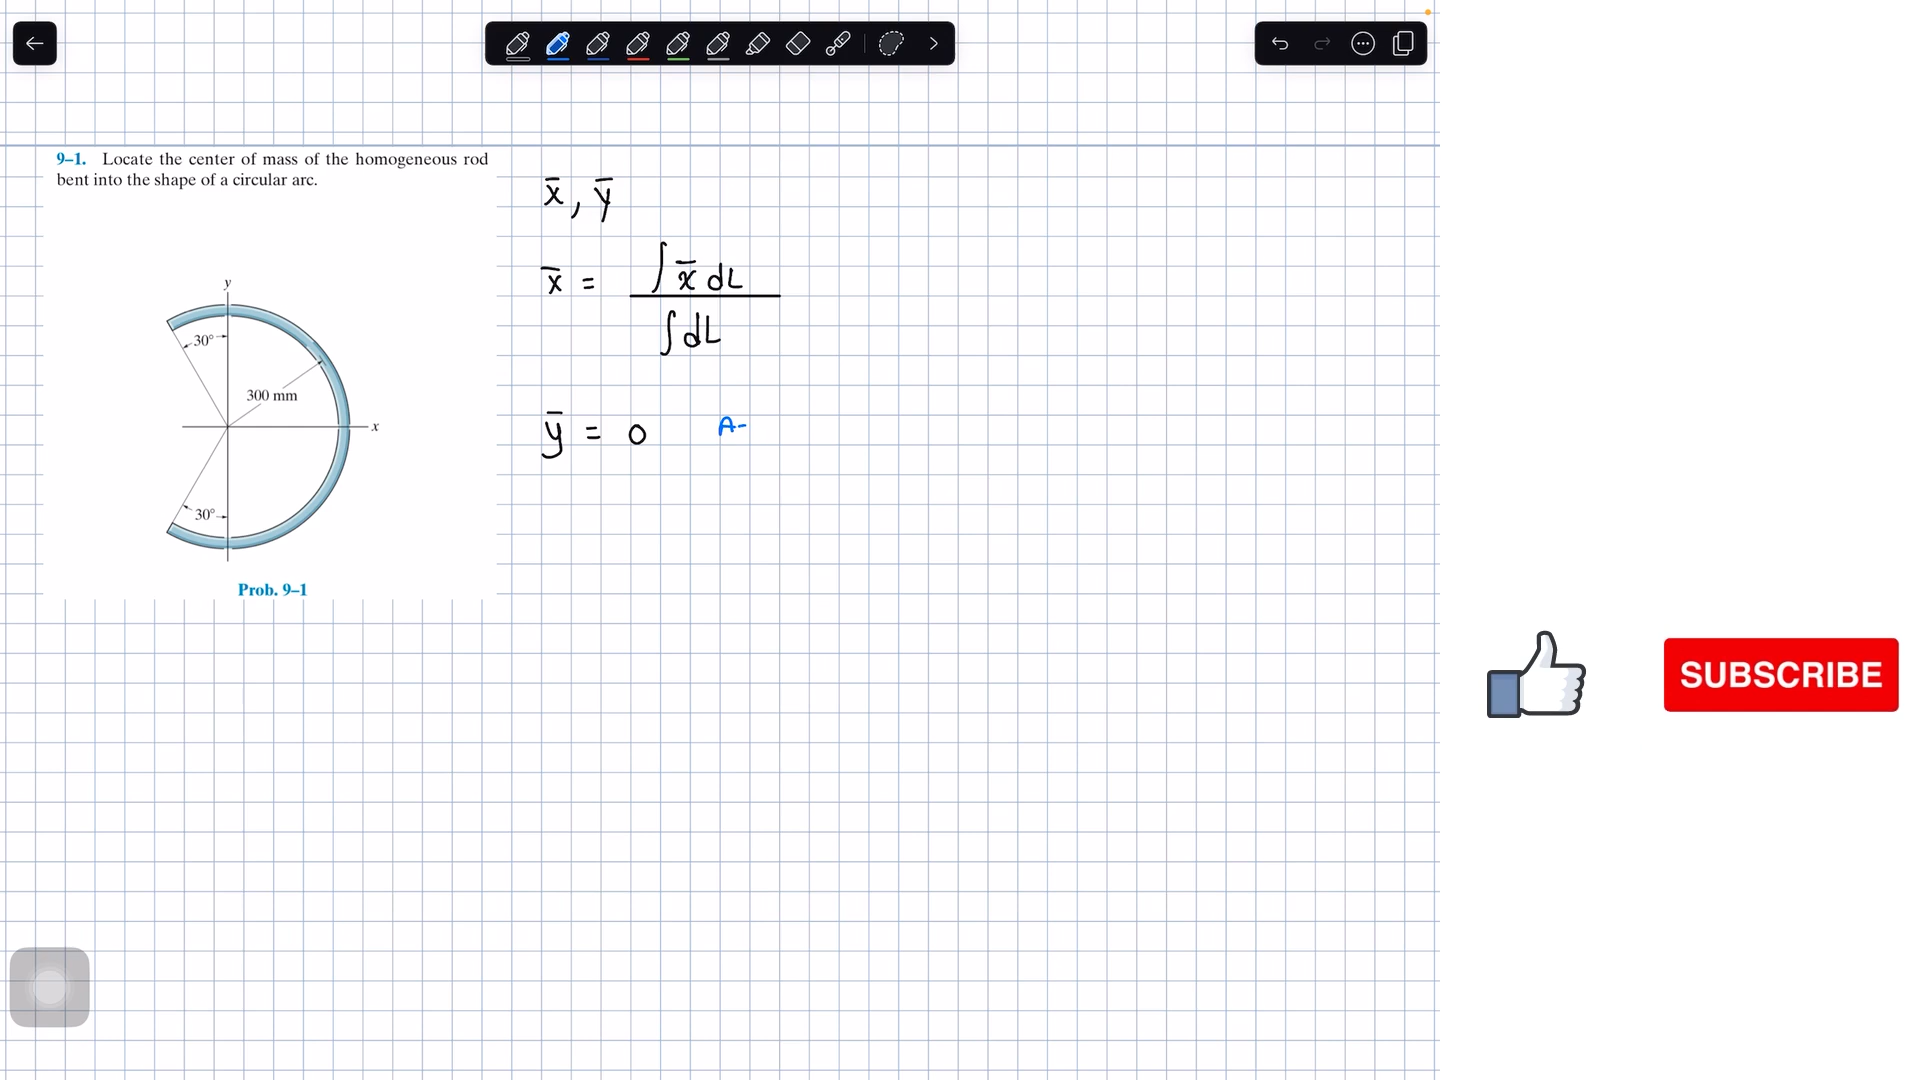 9–1. Locate the center of mass of the homogeneous rod
bent into the shape of a circular arc.
y
30°
300 mm
x
30°
Prob. 9–1
x̄, ȳ
x̄ = ∫ x̄ dL
∫ dL
ȳ = 0 A-
SUBSCRIBE